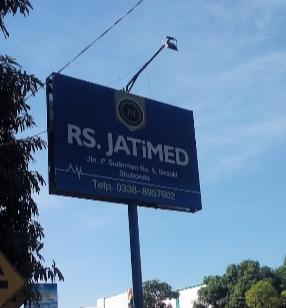 RS. JATiMED
Jln. P. Sudirman No. 5, Besuki
Situbondo
Telp. 0338-8957602